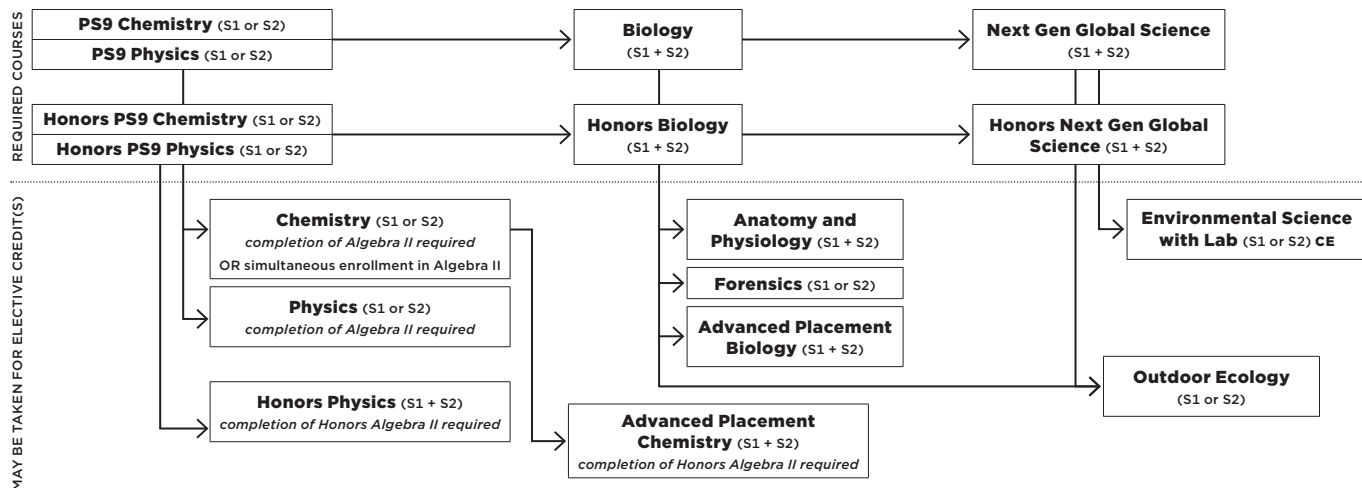 REQUIRED COURSES
PS9 Chemistry (S1 or S2)
PS9 Physics (S1 or S2)
Biology
(S1 + S2)
Next Gen Global Science
(S1 + S2)
Honors PS9 Chemistry (S1 or S2)
Honors PS9 Physics (S1 or S2)
Honors Biology
(S1 + S2)
Honors Next Gen Global
Science (S1 + S2)
MAY BE TAKEN FOR ELECTIVE CREDIT(S)
Chemistry (S1 or S2)
completion of Algebra II required
OR simultaneous enrollment in Algebra II
Physics (S1 or S2)
completion of Algebra II required
Honors Physics (S1 + S2)
completion of Honors Algebra II required
Anatomy and
Physiology (S1 + S2)
Forensics (S1 or S2)
Advanced Placement
Biology (S1 + S2)
Advanced Placement
Chemistry (S1 + S2)
completion of Honors Algebra II required
Environmental Science
with Lab (S1 or S2) CE
Outdoor Ecology
(S1 or S2)